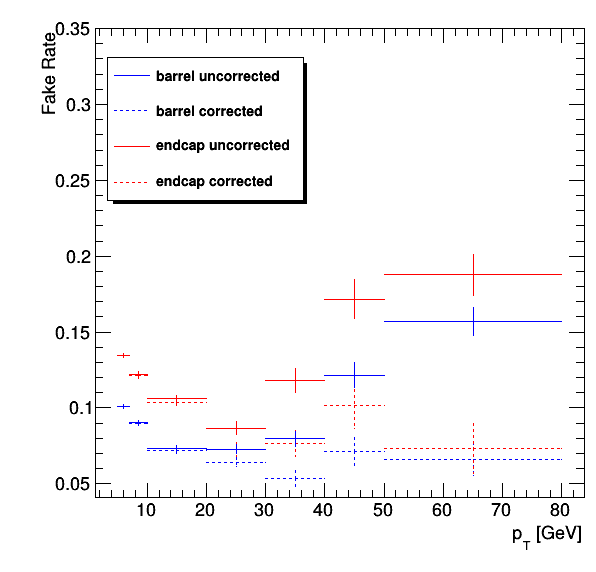 Fake Rate
0.35
0.3
0.25
0.2
0.15
0.1
0.05
barrel uncorrected
barrel corrected
endcap uncorrected
endcap corrected
10 20 30 40 50 60 70 80
p_T [GeV]